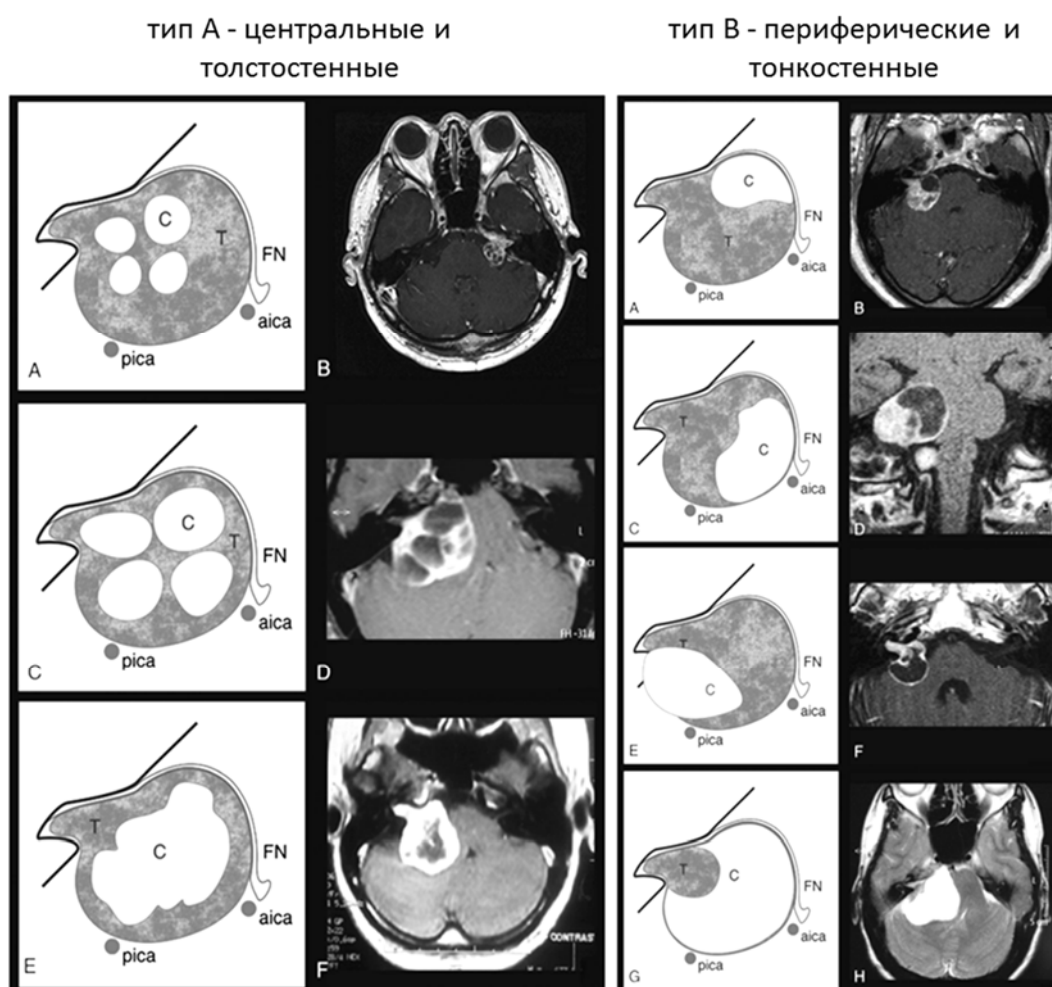 тип А - центральные и
толстостенные
C
T
FN
aica
pica
A
B
C
T
FN
aica
pica
C
L
D
T
C
FN
aica
pica
E
CONTRAST
F
тип В - периферические и
тонкостенные
C
FN
T
aica
pica
A
B
T
FN
C
aica
pica
C
D
T
FN
C
aica
pica
E
F
T
C
FN
aica
pica
G
H